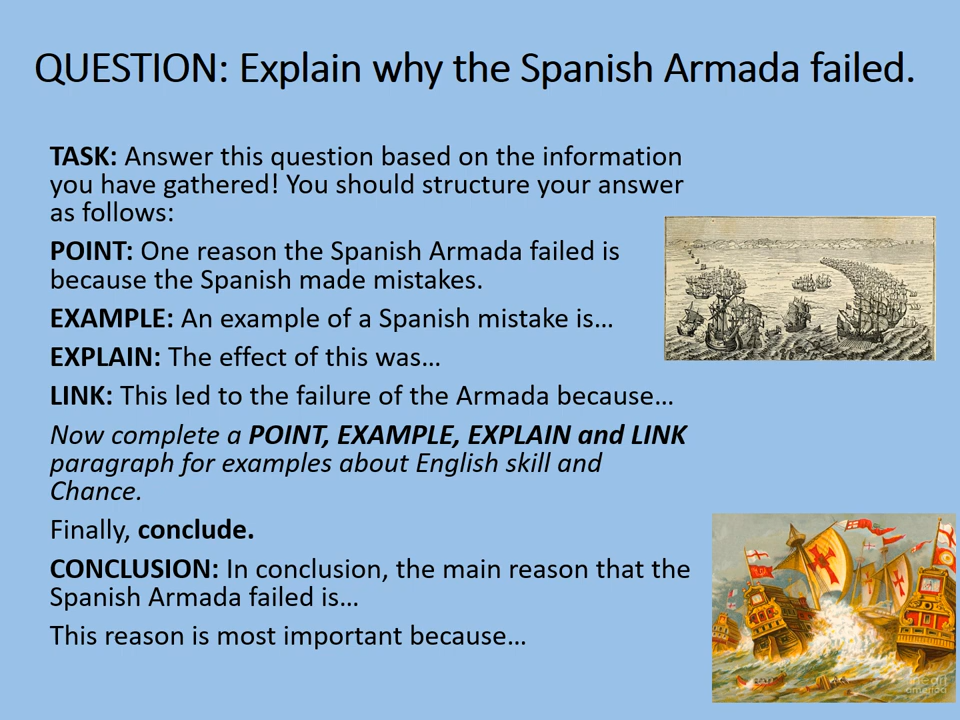 QUESTION: Explain why the Spanish Armada failed.
TASK: Answer this question based on the information
you have gathered! You should structure your answer
as follows:
POINT: One reason the Spanish Armada failed is
because the Spanish made mistakes.
EXAMPLE: An example of a Spanish mistake is…
EXPLAIN: The effect of this was…
LINK: This led to the failure of the Armada because…
Now complete a POINT, EXAMPLE, EXPLAIN and LINK
paragraph for examples about English skill and
Chance.
Finally, conclude.
CONCLUSION: In conclusion, the main reason that the
Spanish Armada failed is…
This reason is most important because…
america